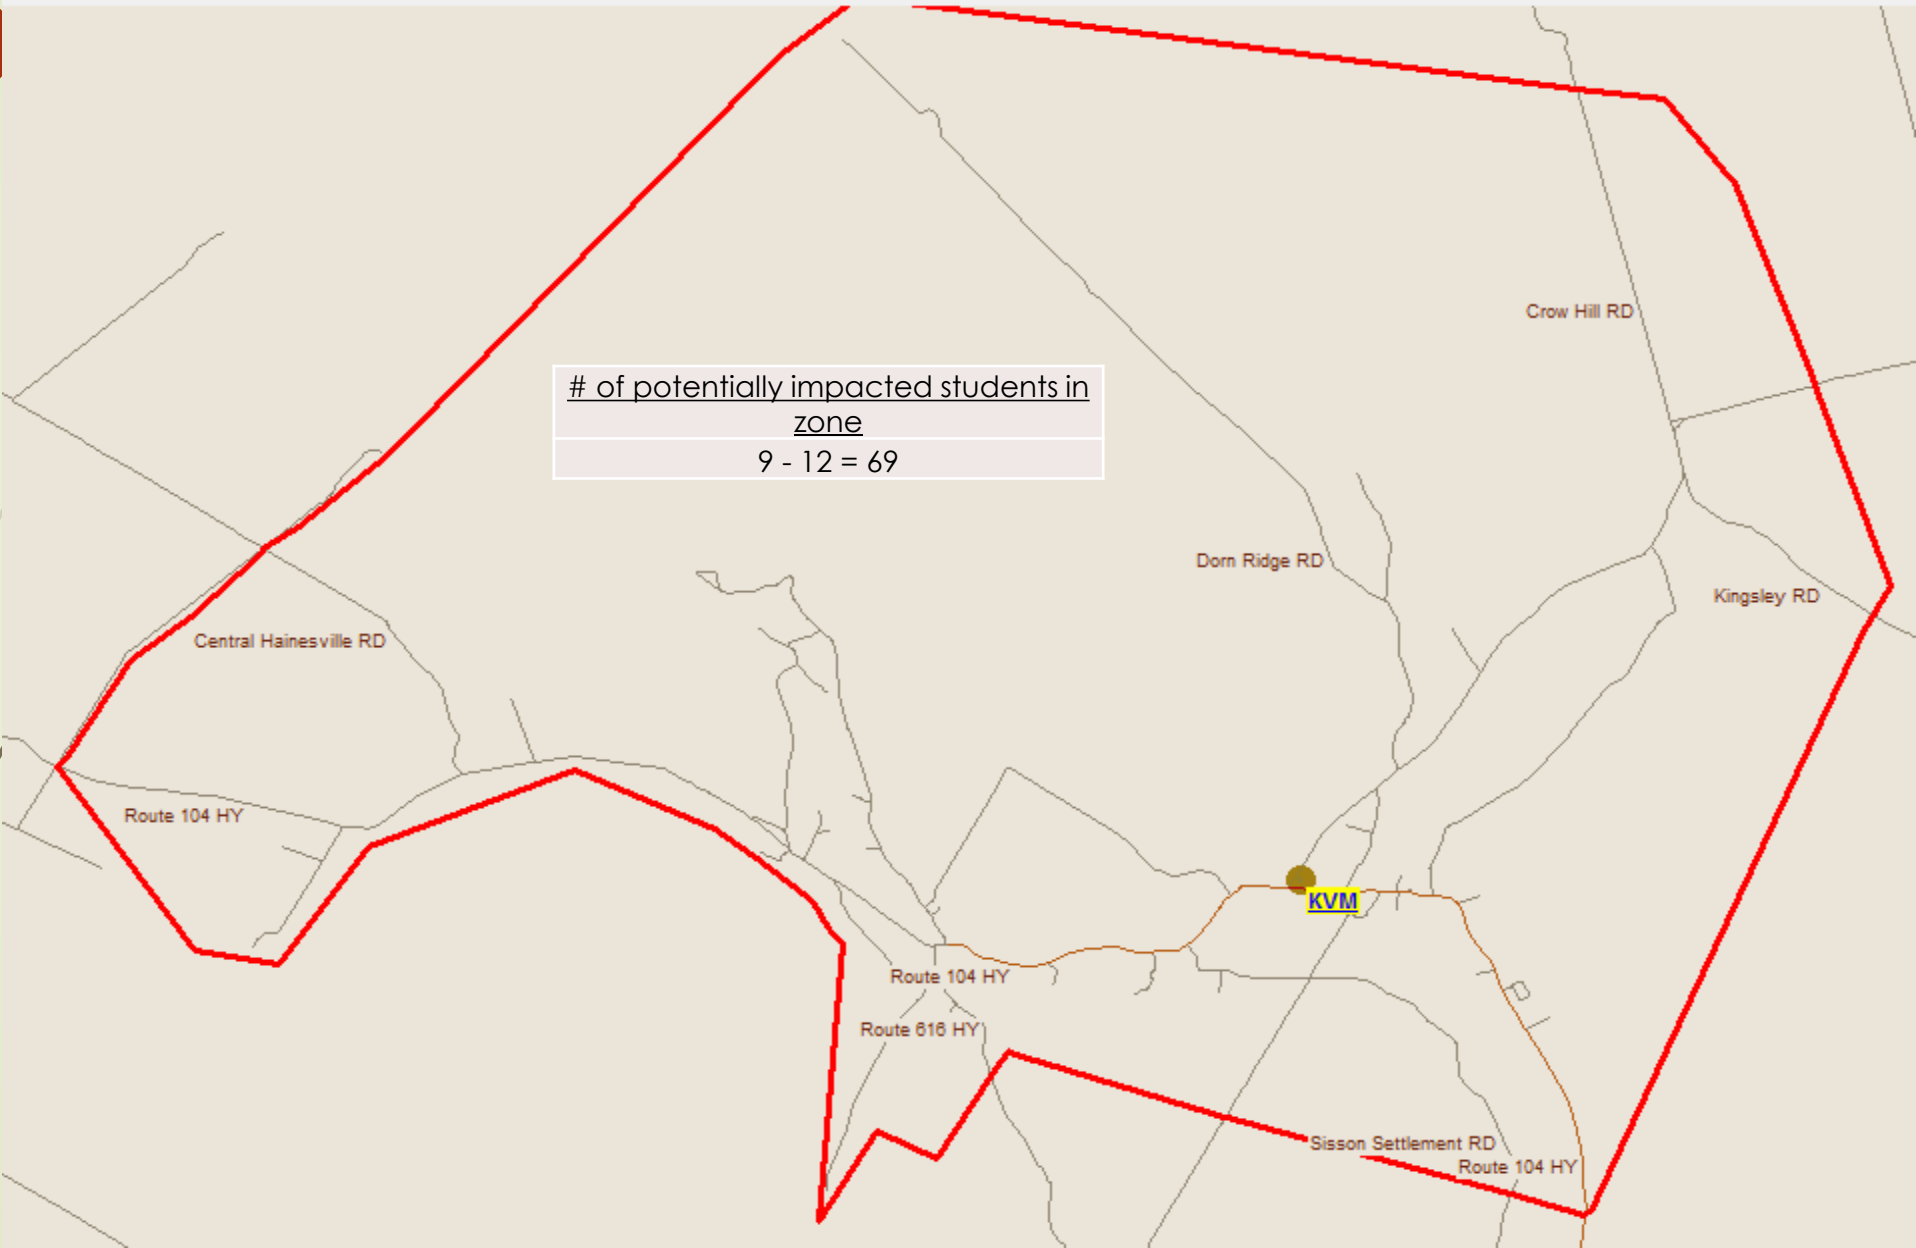 Crow Hill RD
# of potentially impacted students in
zone
9 - 12 = 69
Dorn Ridge RD
Kingsley RD
Central Hainesville RD
Route 104 HY
KVM
Route 104 HY
Route 616 HY
Sisson Settlement RD
Route 104 HY